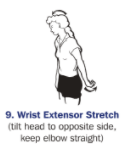 9. Wrist Extensor Stretch
(tilt head to opposite side,
keep elbow straight)